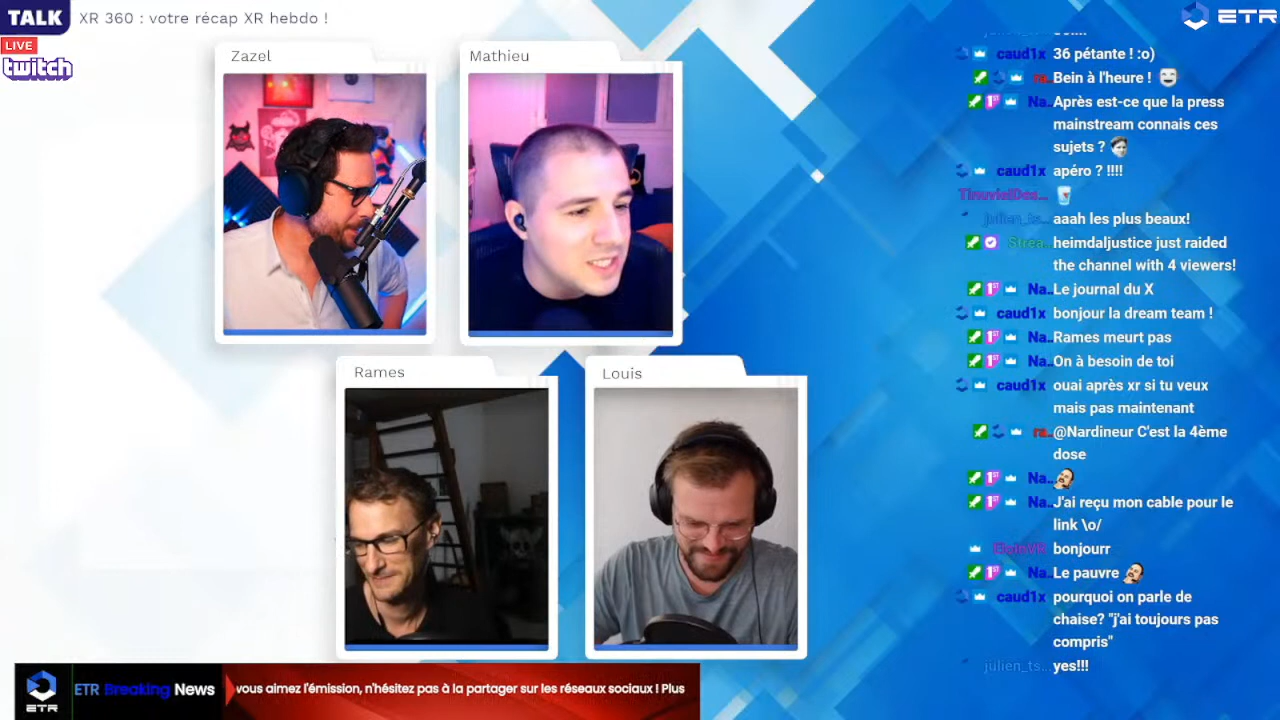 TALK
XR 360 : votre récap XR hebdo !
ETR
LIVE
twitch
Zazel
Mathieu
Rames
Louis
caud1x 36 pétante ! :o)
ra.. Bein à l'heure !
Na.. Après est-ce que la press
mainstream connais ces
sujets ?
caud1x apéro ? !!!!
TinuvielDas...
julien_ts... aaah les plus beaux!
Strea.. heimdaljustice just raided
the channel with 4 viewers!
Na.. Le journal du X
caud1x bonjour la dream team !
Na.. Rames meurt pas
Na.. On à besoin de toi
caud1x ouai après xr si tu veux
mais pas maintenant
ra.. @Nardineur C'est la 4ème
dose
Na..
Na.. J'ai reçu mon cable pour le
link \o/
bonjourr
Na.. Le pauvre
caud1x pourquoi on parle de
chaise? "j'ai toujours pas
compris"
julien_ts... yes!!!
ETR
ETR Breaking News
vous aimez l'émission, n'hésitez pas à la partager sur les réseaux sociaux ! Plus